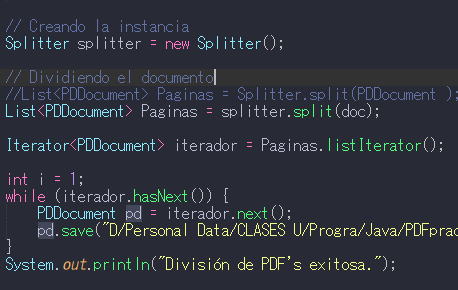 // Creando la instancia
Splitter splitter = new Splitter();
// Dividiendo el documento
//List<PDDocument> Paginas = Splitter.split(PDDocument );
List<PDDocument> Paginas = splitter.split(doc);
Iterator<PDDocument> iterador = Paginas.listIterator();
int i = 1;
while (iterador.hasNext()) {
PDDocument pd = iterador.next();
pd.save("D/Personal Data/CLASES U/Progra/Java/PDFprac
}
System.out.println("División de PDF's exitosa.");